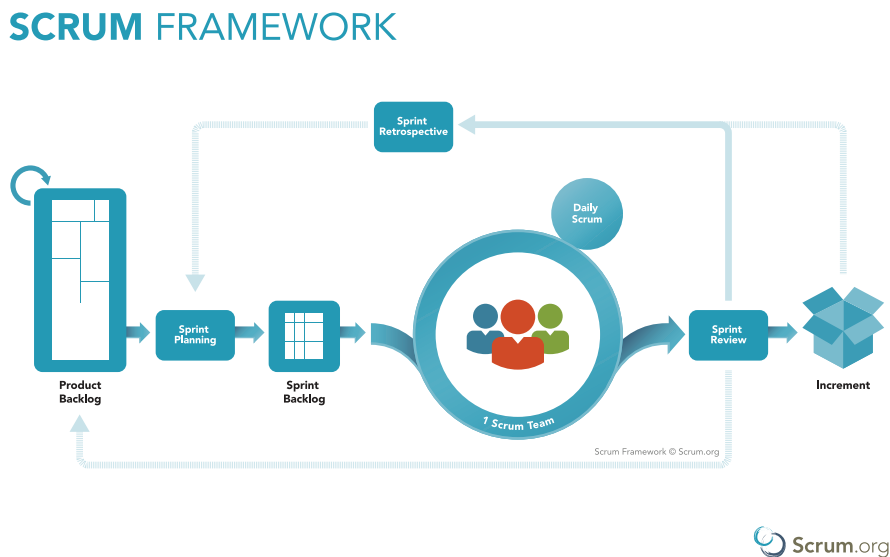 SCRUM FRAMEWORK
Sprint
Retrospective
Daily
Scrum
Sprint
Planning
Sprint
Review
Product
Backlog
Sprint
Backlog
1 Scrum Team
Increment
Scrum Framework © Scrum.org
Scrum.org